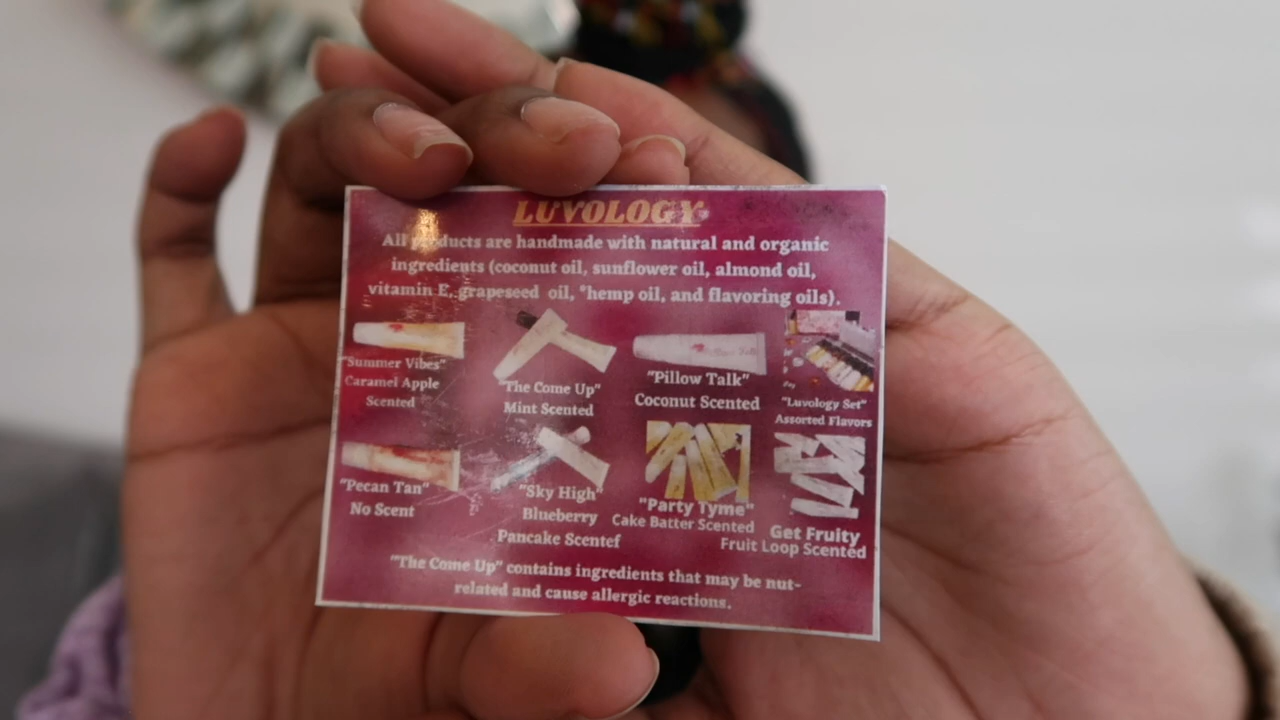 LUVOLOGY
All products are handmade with natural and organic
ingredients (coconut oil, sunflower oil, almond oil,
vitamin E, grapeseed oil, *hemp oil, and flavoring oils).
"Summer Vibes"
Caramel Apple
Scented
"The Come Up"
Mint Scented
"Pillow Talk"
Coconut Scented
"Luvology Set"
Assorted Flavors
"Pecan Tan"
No Scent
"Sky High"
Blueberry
Pancake Scentef
"Party Tyme"
Cake Batter Scented
Get Fruity
Fruit Loop Scented
"The Come Up" contains ingredients that may be nut-
related and cause allergic reactions.